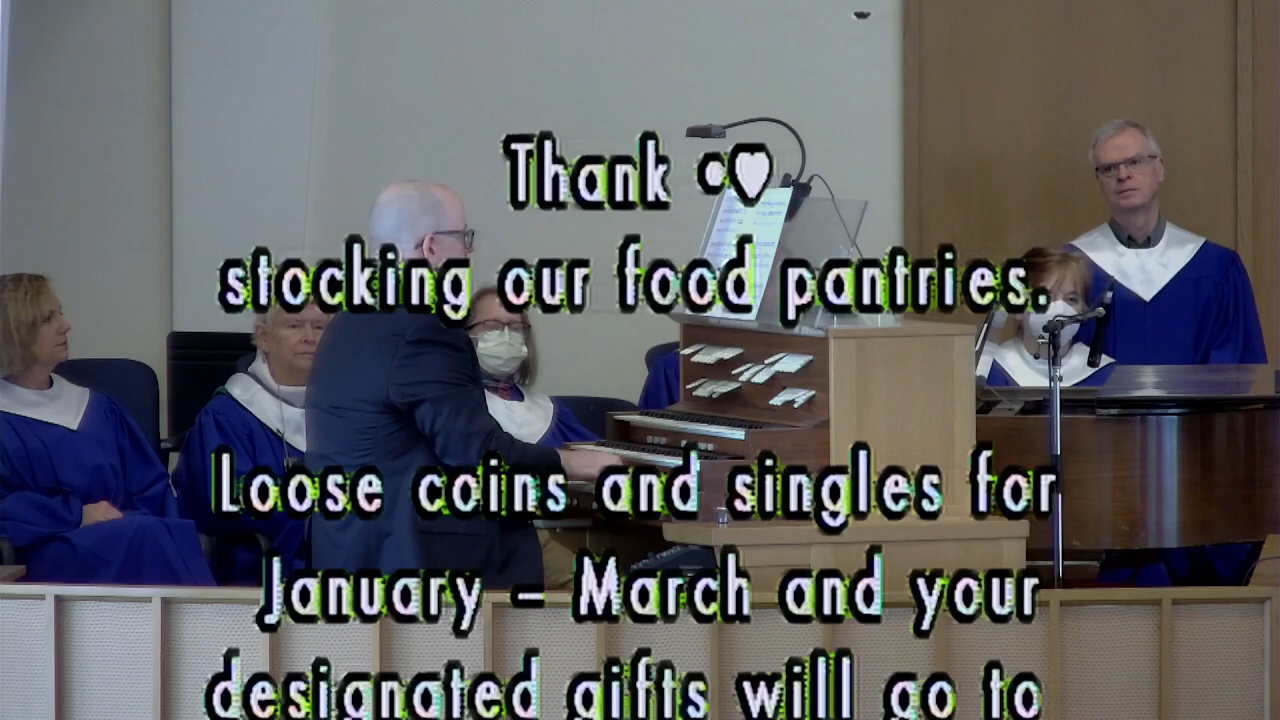 Thank •♥
stocking our food pantries.
Loose coins and singles for
January – March and your
designated gifts will go to